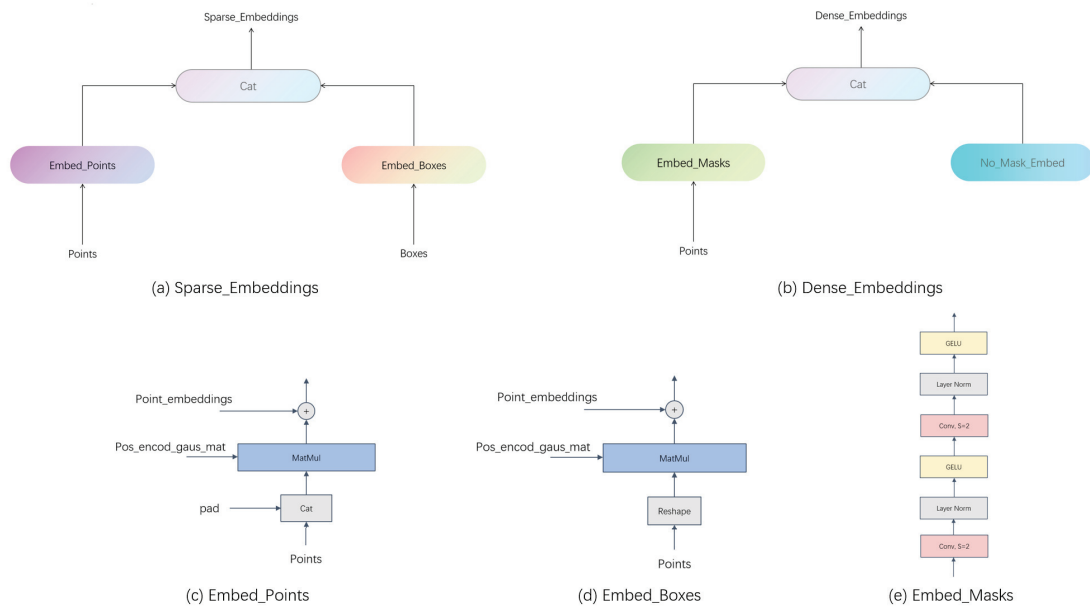 Sparse_Embeddings
Cat
Embed_Points
Embed_Boxes
Points
Boxes
(a) Sparse_Embeddings
Dense_Embeddings
Cat
Embed_Masks
No_Mask_Embed
Points
(b) Dense_Embeddings
Point_embeddings
+
Pos_encod_gaus_mat
MatMul
pad
Cat
Points
(c) Embed_Points
Point_embeddings
+
Pos_encod_gaus_mat
MatMul
Reshape
Points
(d) Embed_Boxes
GELU
Layer Norm
Conv, S=2
GELU
Layer Norm
Conv, S=2
(e) Embed_Masks